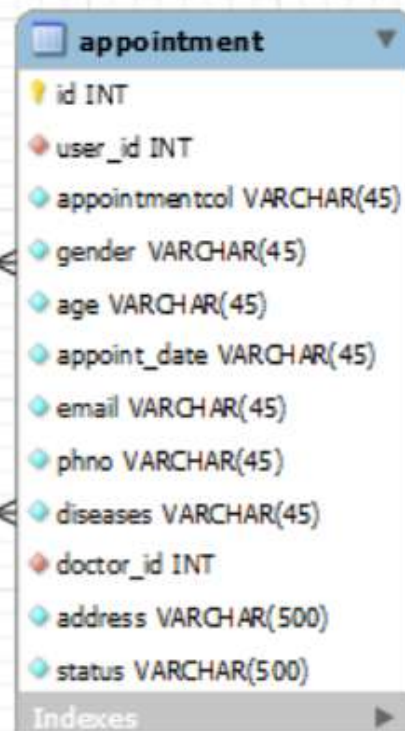 appointment
id INT
user_id INT
appointmentcol VARCHAR(45)
gender VARCHAR(45)
age VARCHAR(45)
appoint_date VARCHAR(45)
email VARCHAR(45)
phno VARCHAR(45)
diseases VARCHAR(45)
doctor_id INT
address VARCHAR(500)
status VARCHAR(500)
Indexes